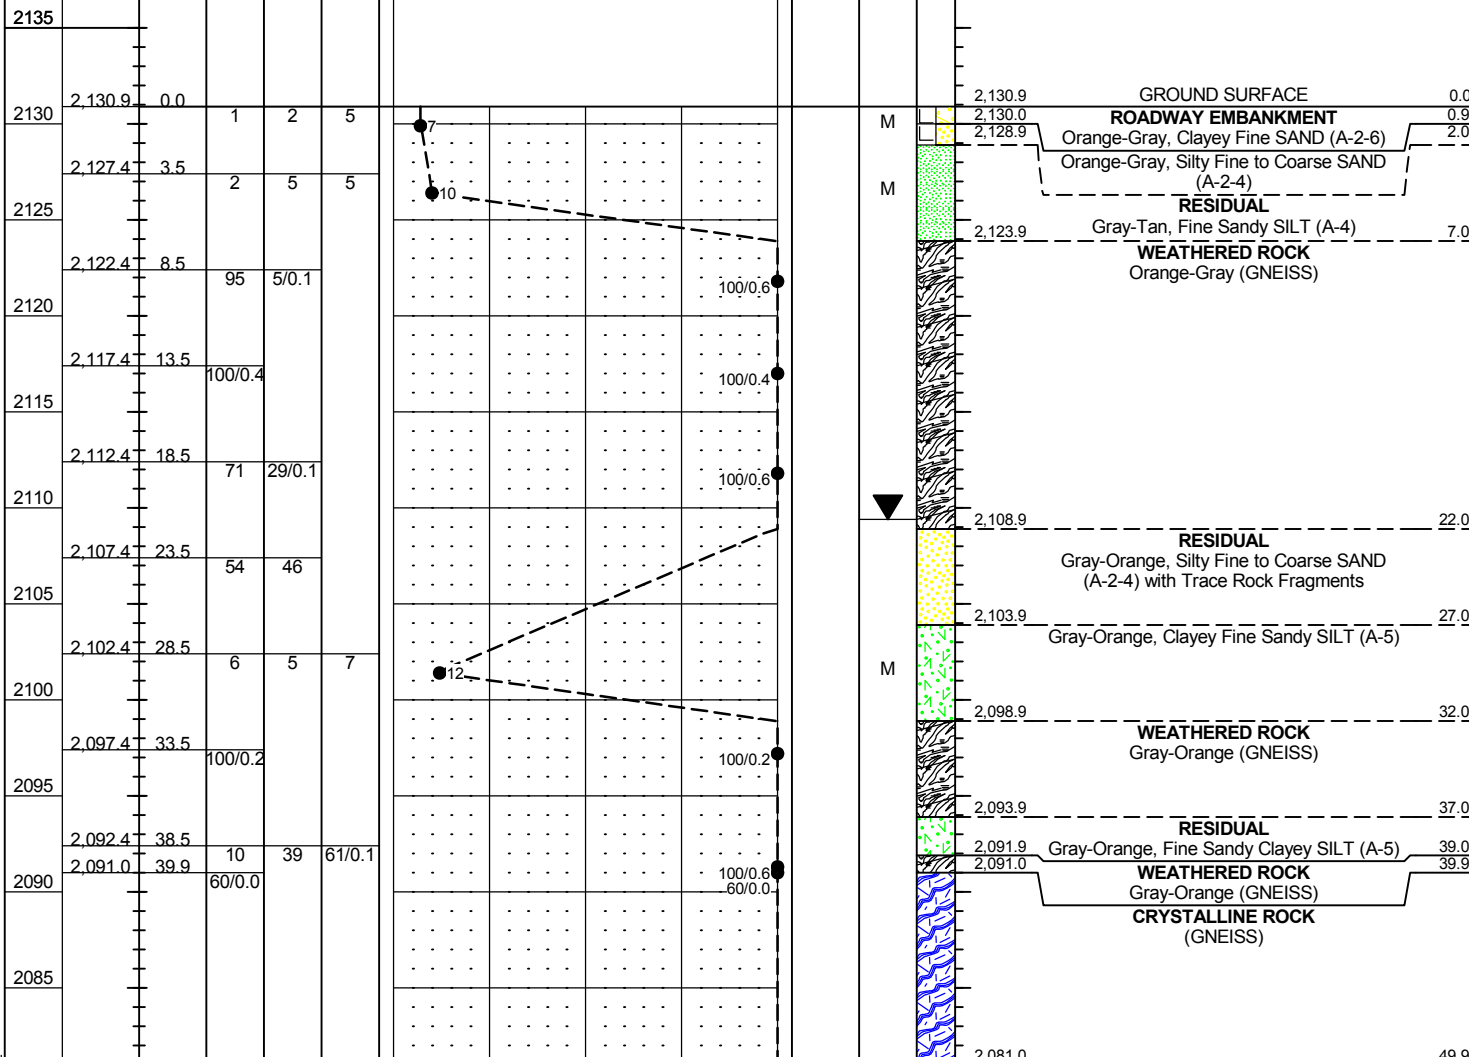 2135
2,130.9 0.0 2,130.9 GROUND SURFACE 0.0
2130 1 2 5 7 M 2,130.0 ROADWAY EMBANKMENT 0.9
2,128.9 Orange-Gray, Clayey Fine SAND (A-2-6) 2.0
Orange-Gray, Silty Fine to Coarse SAND
2,127.4 3.5
2 5 5 10 M (A-2-4)
2125 RESIDUAL
2,123.9 Gray-Tan, Fine Sandy SILT (A-4) 7.0
WEATHERED ROCK
2,122.4 8.5 Orange-Gray (GNEISS)
95 5/0.1 100/0.6
2120
2,117.4 13.5
100/0.4 100/0.4
2115
2,112.4 18.5
71 29/0.1 100/0.6
2110
2,108.9 22.0
RESIDUAL
2,107.4 23.5 Gray-Orange, Silty Fine to Coarse SAND
54 46 (A-2-4) with Trace Rock Fragments
2105
2,103.9 27.0
Gray-Orange, Clayey Fine Sandy SILT (A-5)
2,102.4 28.5
6 5 7 12 M
2100
2,098.9 32.0
WEATHERED ROCK
2,097.4 33.5 Gray-Orange (GNEISS)
100/0.2 100/0.2
2095
2,093.9 37.0
RESIDUAL
2,092.4 38.5 2,091.9 Gray-Orange, Fine Sandy Clayey SILT (A-5) 39.0
10 39 61/0.1
2,091.0 39.9 100/0.6 2,091.0 WEATHERED ROCK 39.9
2090 60/0.0 60/0.0 Gray-Orange (GNEISS)
CRYSTALLINE ROCK
(GNEISS)
2085
2,081.0 49.9